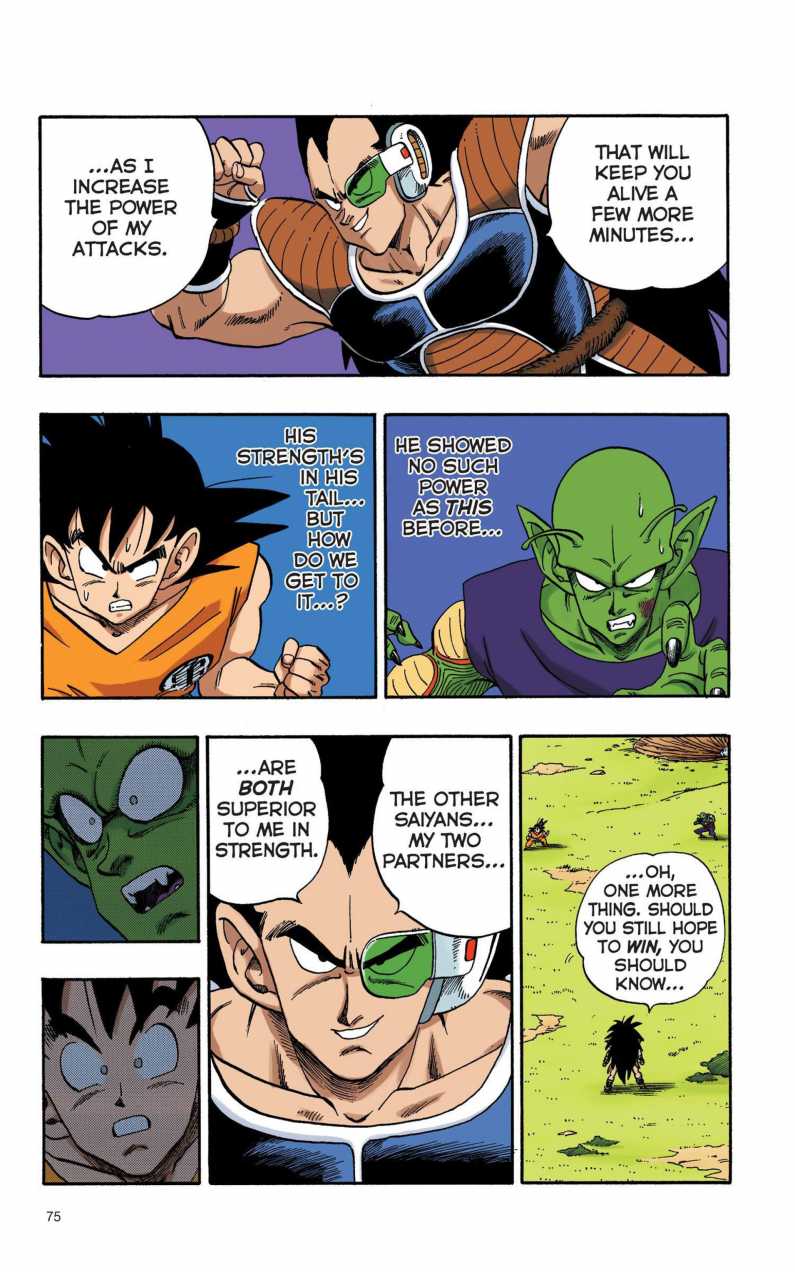 THAT WILL
KEEP YOU
ALIVE A
FEW MORE
MINUTES...
...AS I
INCREASE
THE POWER
OF MY
ATTACKS.
HE SHOWED
NO SUCH
POWER
AS THIS
BEFORE...
HIS
STRENGTH'S
IN HIS
TAIL...
BUT
HOW
DO WE
GET TO
IT...?
...OH,
ONE MORE
THING. SHOULD
YOU STILL HOPE
TO WIN, YOU
SHOULD
KNOW...
THE OTHER
SAIYANS...
MY TWO
PARTNERS...
...ARE
BOTH
SUPERIOR
TO ME IN
STRENGTH.
75